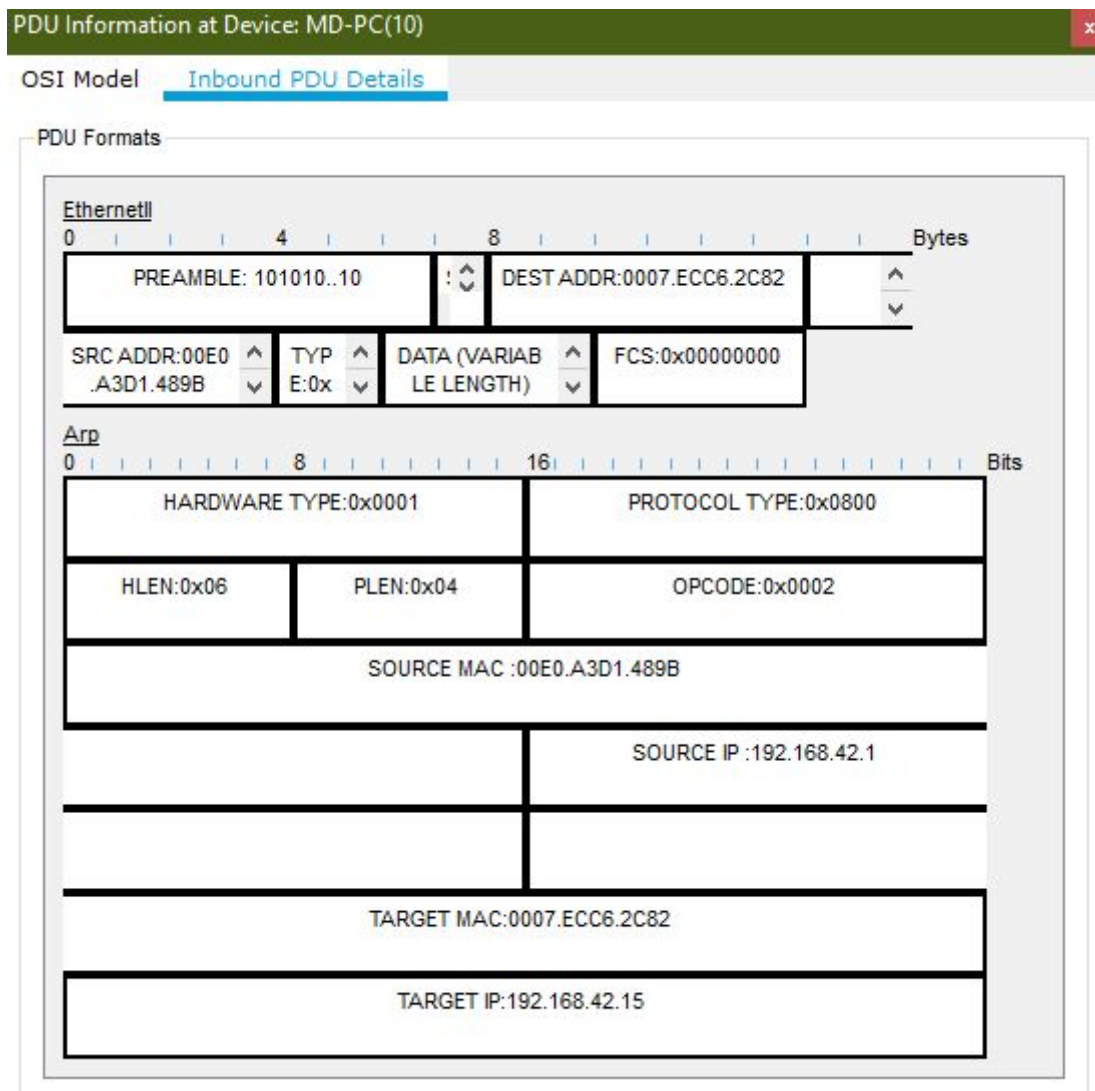 PDU Information at Device: MD-PC(10)
x
OSI Model Inbound PDU Details
PDU Formats
EthernetII
0 4 8 Bytes
PREAMBLE: 101010..10
DEST ADDR:0007.ECC6.2C82
SRC ADDR:00E0
.A3D1.489B
TYP
E:0x
DATA (VARIAB
LE LENGTH)
FCS:0x00000000
Arp
0 8 16 Bits
HARDWARE TYPE:0x0001 PROTOCOL TYPE:0x0800
HLEN:0x06 PLEN:0x04 OPCODE:0x0002
SOURCE MAC :00E0.A3D1.489B
SOURCE IP :192.168.42.1
TARGET MAC:0007.ECC6.2C82
TARGET IP:192.168.42.15